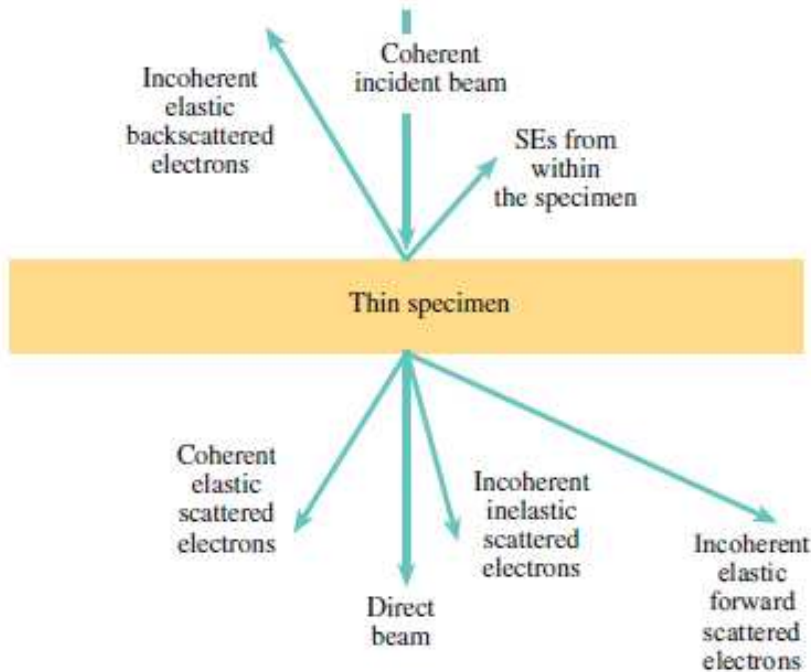 Incoherent
elastic
backscattered
electrons
Coherent
incident beam
SEs from
within
the specimen
Thin specimen
Coherent
elastic
scattered
electrons
Direct
beam
Incoherent
inelastic
scattered
electrons
Incoherent
elastic
forward
scattered
electrons